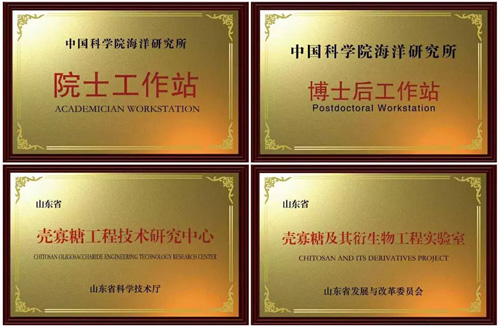 中国科学院海洋研究所
院士工作站
ACADEMICIAN WORKSTATION
中国科学院海洋研究所
博士后工作站
Postdoctoral Workstation
山东省
壳寡糖工程技术研究中心
CHITOSAN OLIGOSACCHARIDE ENGINEERING TECHNOLOGY RESEARCH CENTER
山东省科学技术厅
山东省
壳寡糖及其衍生物工程实验室
CHITOSAN AND ITS DERIVATIVES PROJECT
山东省发展与改革委员会